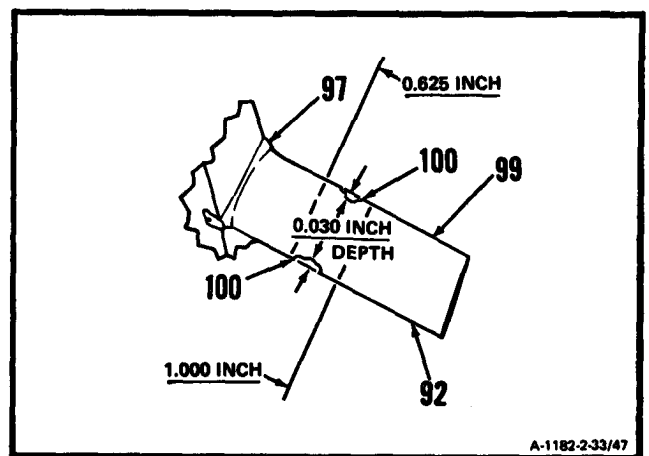 97
0.625 INCH
100
99
0.030 INCH
DEPTH
100
1.000 INCH
92
A-1182-2-33/47